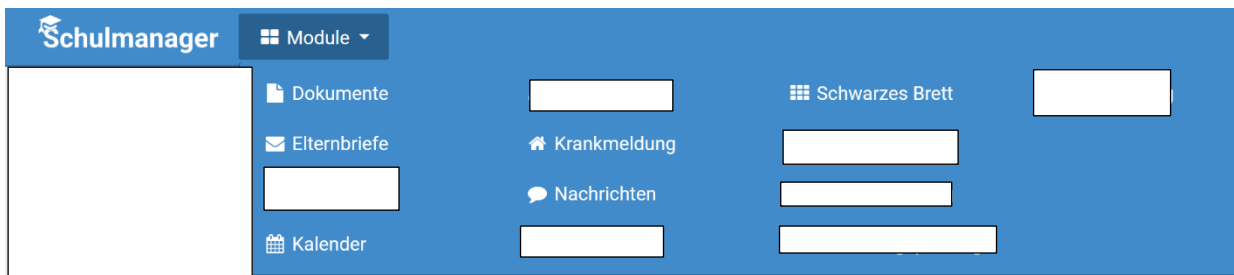 Schulmanager Module
Dokumente Schwarzes Brett
Elternbriefe Krankmeldung
Nachrichten
Kalender